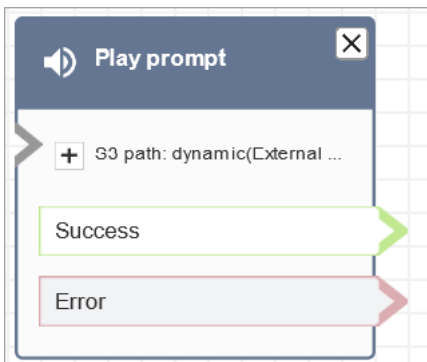 Play prompt
S3 path: dynamic(External ...
Success
Error